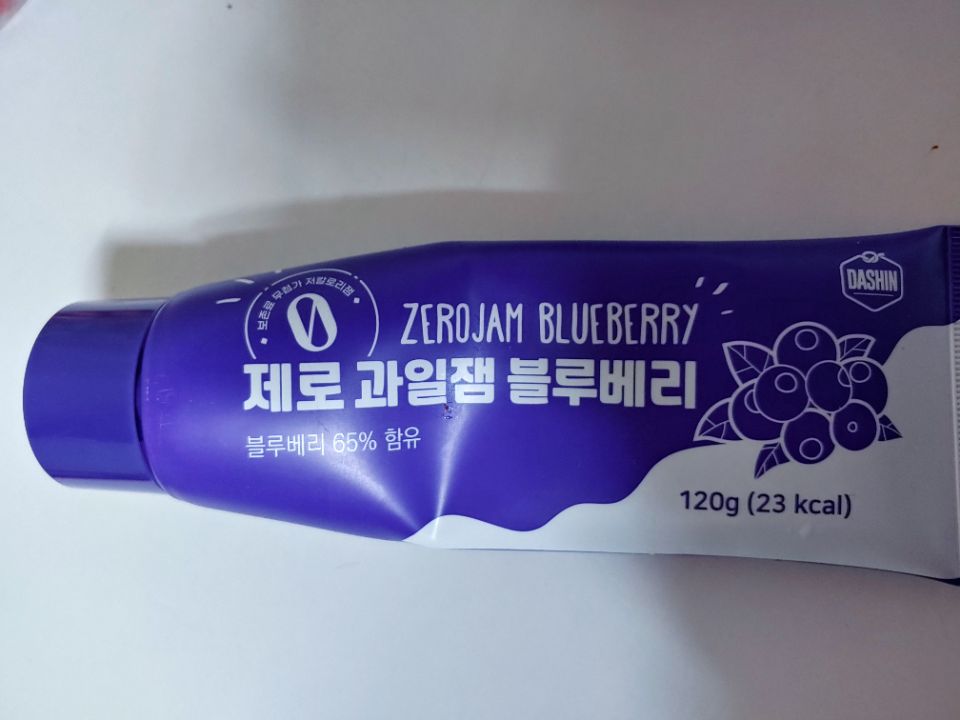 보존료 무첨가 저칼로리잼
0
ZEROJAM BLUEBERRY
제로 과일잼 블루베리
블루베리 65% 함유
DASHIN
120g (23 kcal)